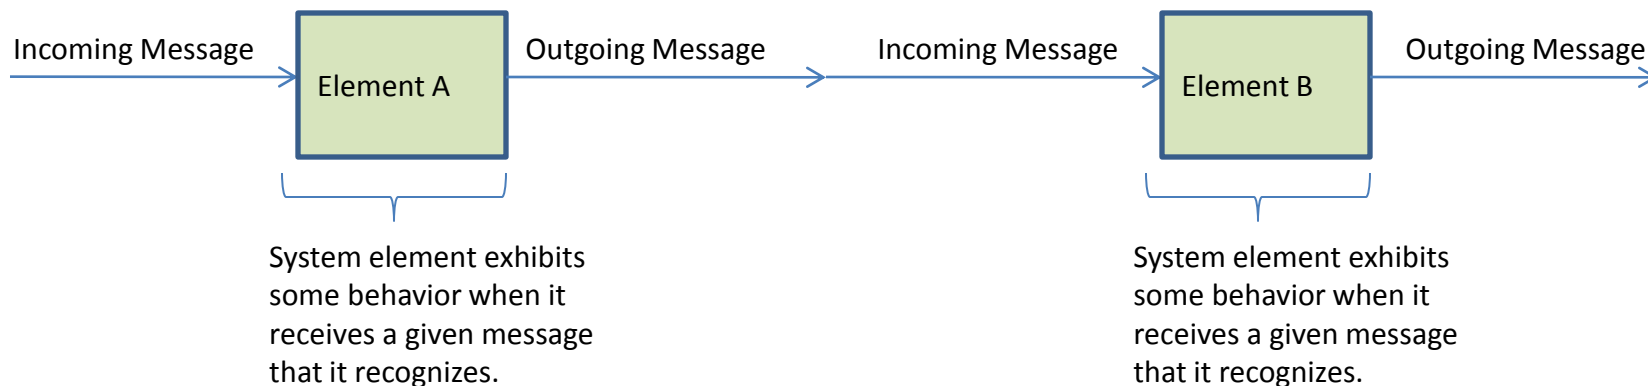 Incoming Message
Element A
Outgoing Message
Incoming Message
Element B
Outgoing Message
System element exhibits
some behavior when it
receives a given message
that it recognizes.
System element exhibits
some behavior when it
receives a given message
that it recognizes.